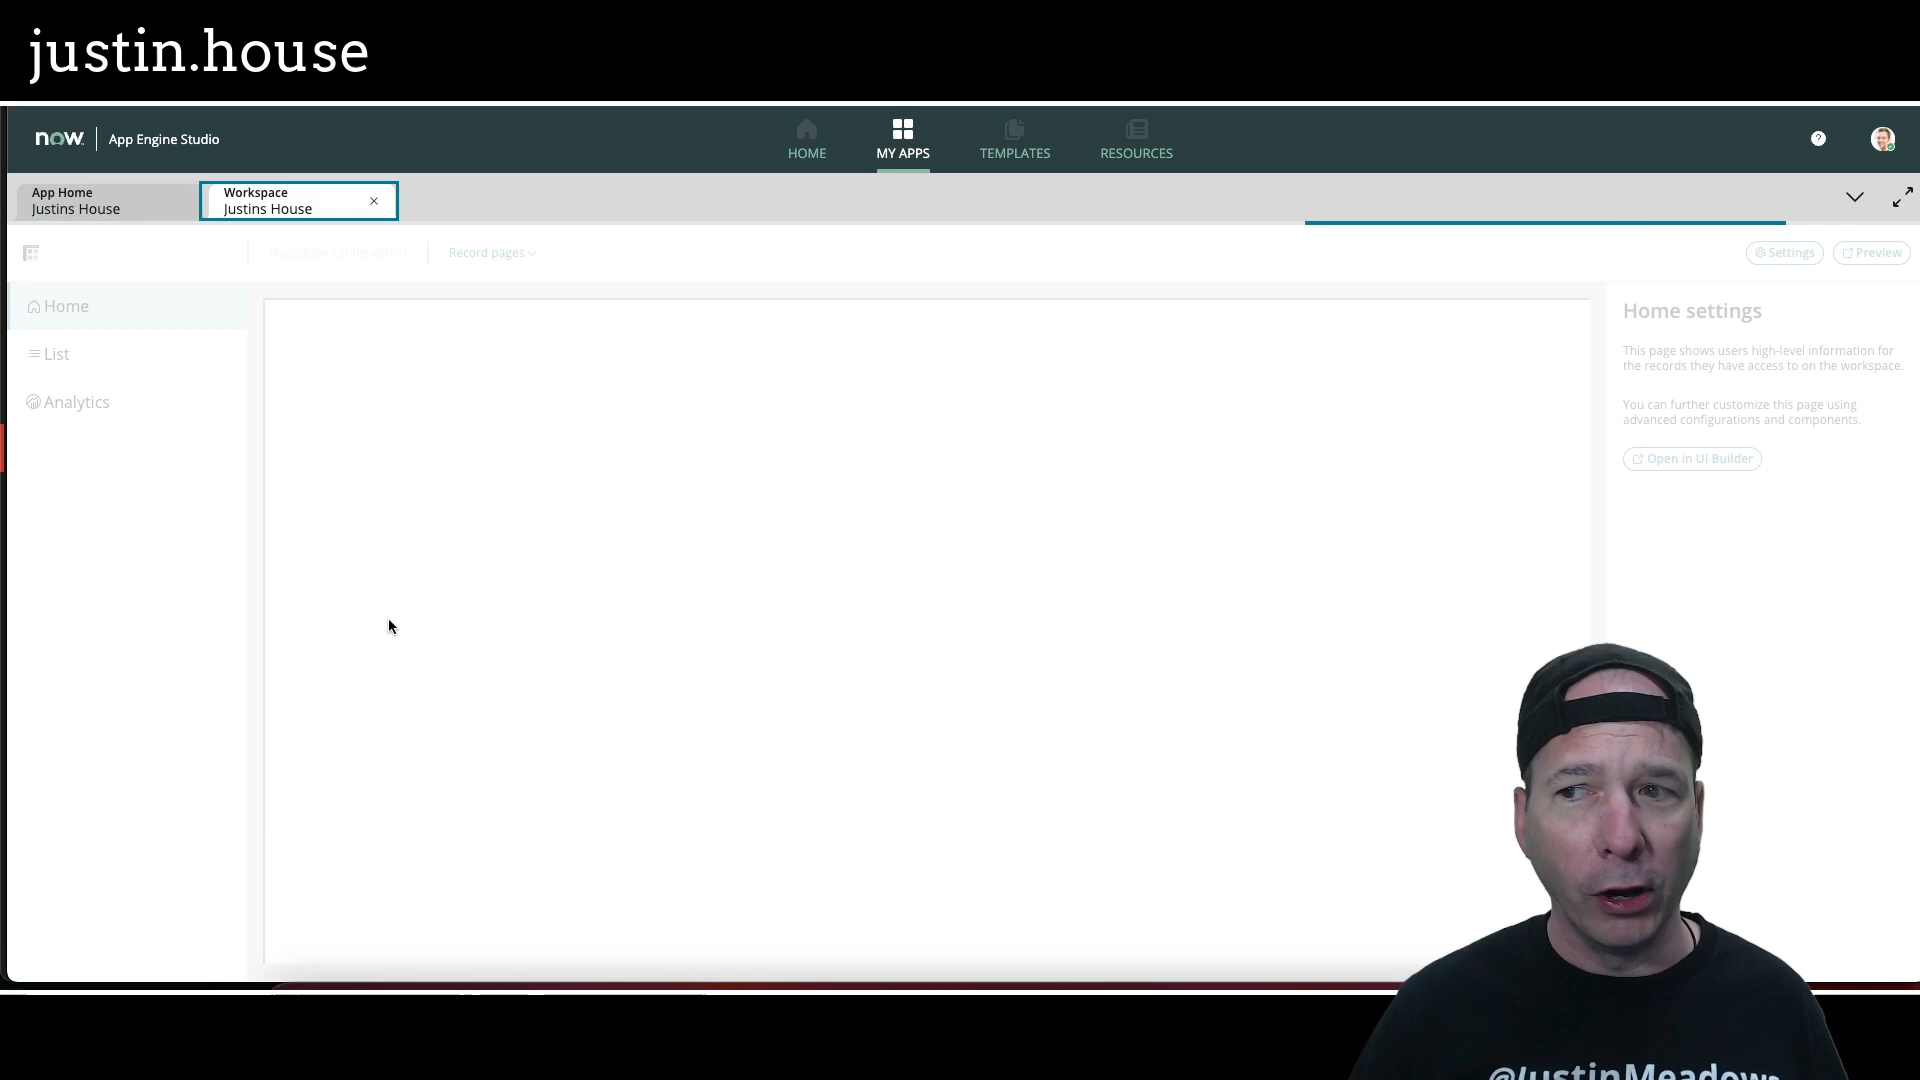 justin.house
now
App Engine Studio
HOME
MY APPS
TEMPLATES
RESOURCES
?
App Home
Justins House
Workspace
Justins House
Navigation configuration
Record pages
Settings
Preview
Home
List
Analytics
Home settings
This page shows users high-level information for
the records they have access to on the workspace.
You can further customize this page using
advanced configurations and components.
Open in UI Builder
@JustinMeadows